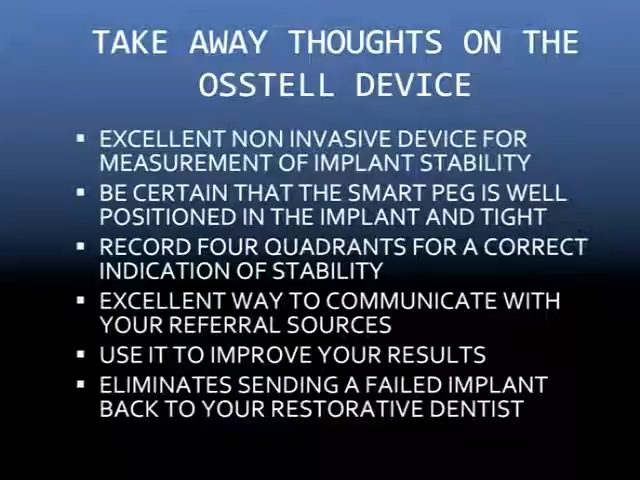 TAKE AWAY THOUGHTS ON THE
OSSTELL DEVICE
▪ EXCELLENT NON INVASIVE DEVICE FOR
MEASUREMENT OF IMPLANT STABILITY
▪ BE CERTAIN THAT THE SMART PEG IS WELL
POSITIONED IN THE IMPLANT AND TIGHT
▪ RECORD FOUR QUADRANTS FOR A CORRECT
INDICATION OF STABILITY
▪ EXCELLENT WAY TO COMMUNICATE WITH
YOUR REFERRAL SOURCES
▪ USE IT TO IMPROVE YOUR RESULTS
▪ ELIMINATES SENDING A FAILED IMPLANT
BACK TO YOUR RESTORATIVE DENTIST